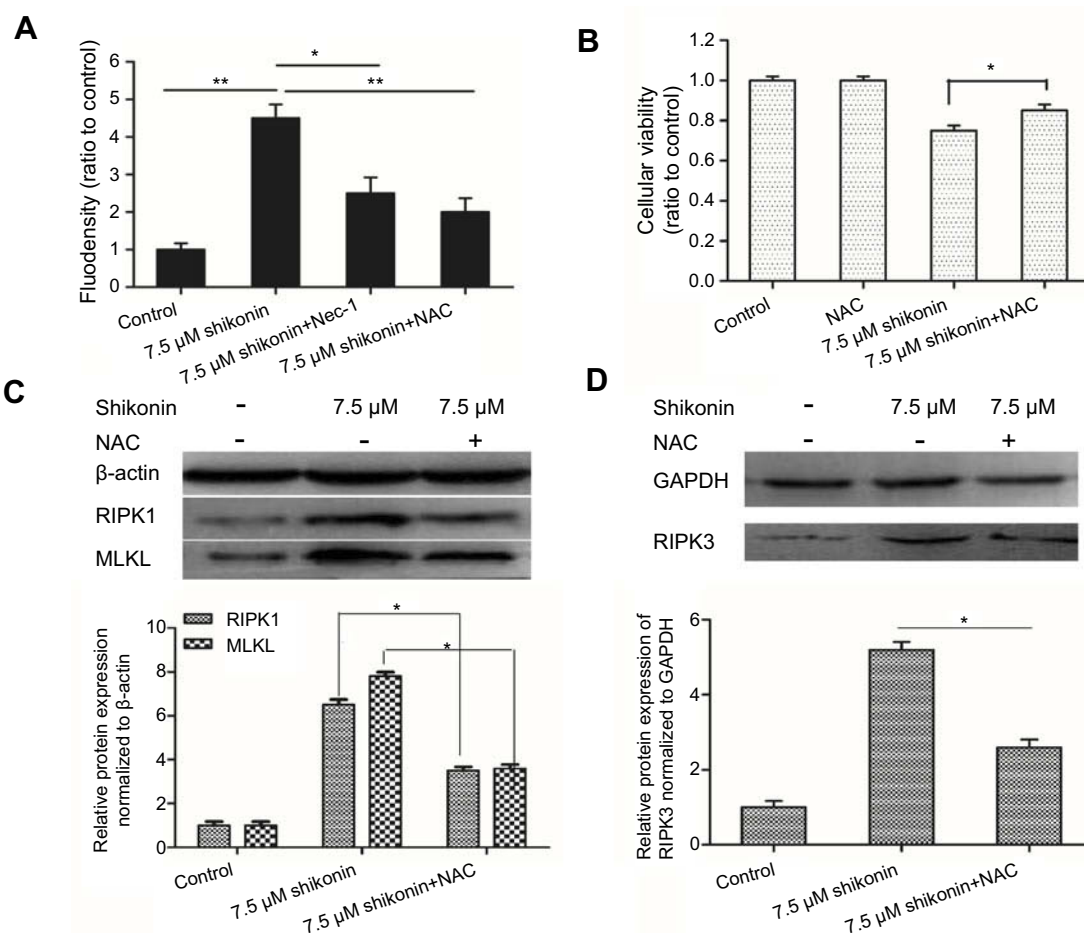 A
Fluodensity (ratio to control)
6
5
4
3
2
1
0
**
*
**
Control
7.5 μM shikonin
7.5 μM shikonin+Nec-1
7.5 μM shikonin+NAC
B
Cellular viability
(ratio to control)
1.2
1.0
0.8
0.6
0.4
0.2
0.0
*
Control
NAC
7.5 μM shikonin
7.5 μM shikonin+NAC
C
Shikonin - 7.5 μM 7.5 μM
NAC - - +
β-actin
RIPK1
MLKL
Relative protein expression
normalized to β-actin
10
8
6
4
2
0
RIPK1
MLKL
*
*
Control
7.5 μM shikonin
7.5 μM shikonin+NAC
D
Shikonin - 7.5 μM 7.5 μM
NAC - - +
GAPDH
RIPK3
Relative protein expression of
RIPK3 normalized to GAPDH
6
4
2
0
*
Control
7.5 μM shikonin
7.5 μM shikonin+NAC